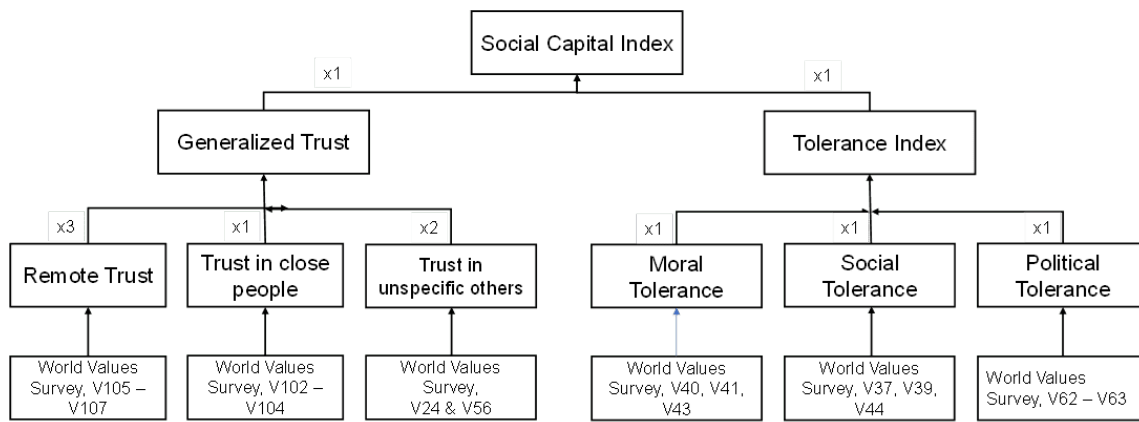 Social Capital Index
x1
x1
Generalized Trust
Tolerance Index
x3
x1
x2
x1
x1
x1
Remote Trust
Trust in close
people
Trust in
unspecific others
Moral
Tolerance
Social
Tolerance
Political
Tolerance
World Values
Survey, V105 –
V107
World Values
Survey, V102 –
104
World Values
Survey,
V24 & V56
World Values
Survey, V40, V41,
V43
World Values
Survey, V37, V39,
V44
World Values
Survey, V62 – V63